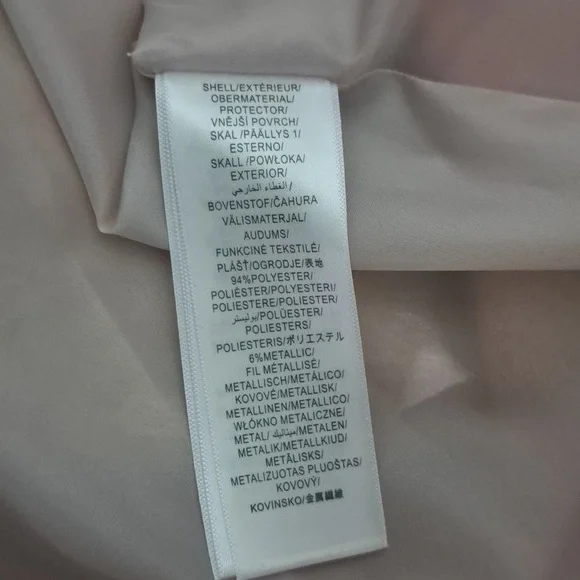 SHELL/EXTÉRIEUR/
OBERMATERIAL/
PROTECTOR/
VNĚJŠÍ POVRCH/
SKAL /PÄÄLLYS 1/
ESTERNO/
SKALL /POWŁOKA/
EXTERIOR/
الغطاء الخارجي/
BOVENSTOF/ČAHURA
VÄLISMATERJAL/
AUDUMS/
FUNKCINĖ TEKSTILĖ/
PLÁŠŤ/OGRODJE/表地
94%POLYESTER/
POLIÉSTER/POLYESTERI/
POLIESTERE/POLIESTER/
بوليستر/POLÜESTER/
POLIESTERS/
POLIESTERIS/ポリエステル
6%METALLIC/
FIL MÉTALLISÉ/
METALLISCH/METÁLICO/
KOVOVÉ/METALLISK/
METALLINEN/METALLICO/
WŁÓKNO METALICZNE/
METAL/ميتاليك/METALEN/
METALIK/METALLKIUD/
METĀLISKS/
METALIZUOTAS PLUOŠTAS/
KOVOVÝ/
KOVINSKO/金属繊維